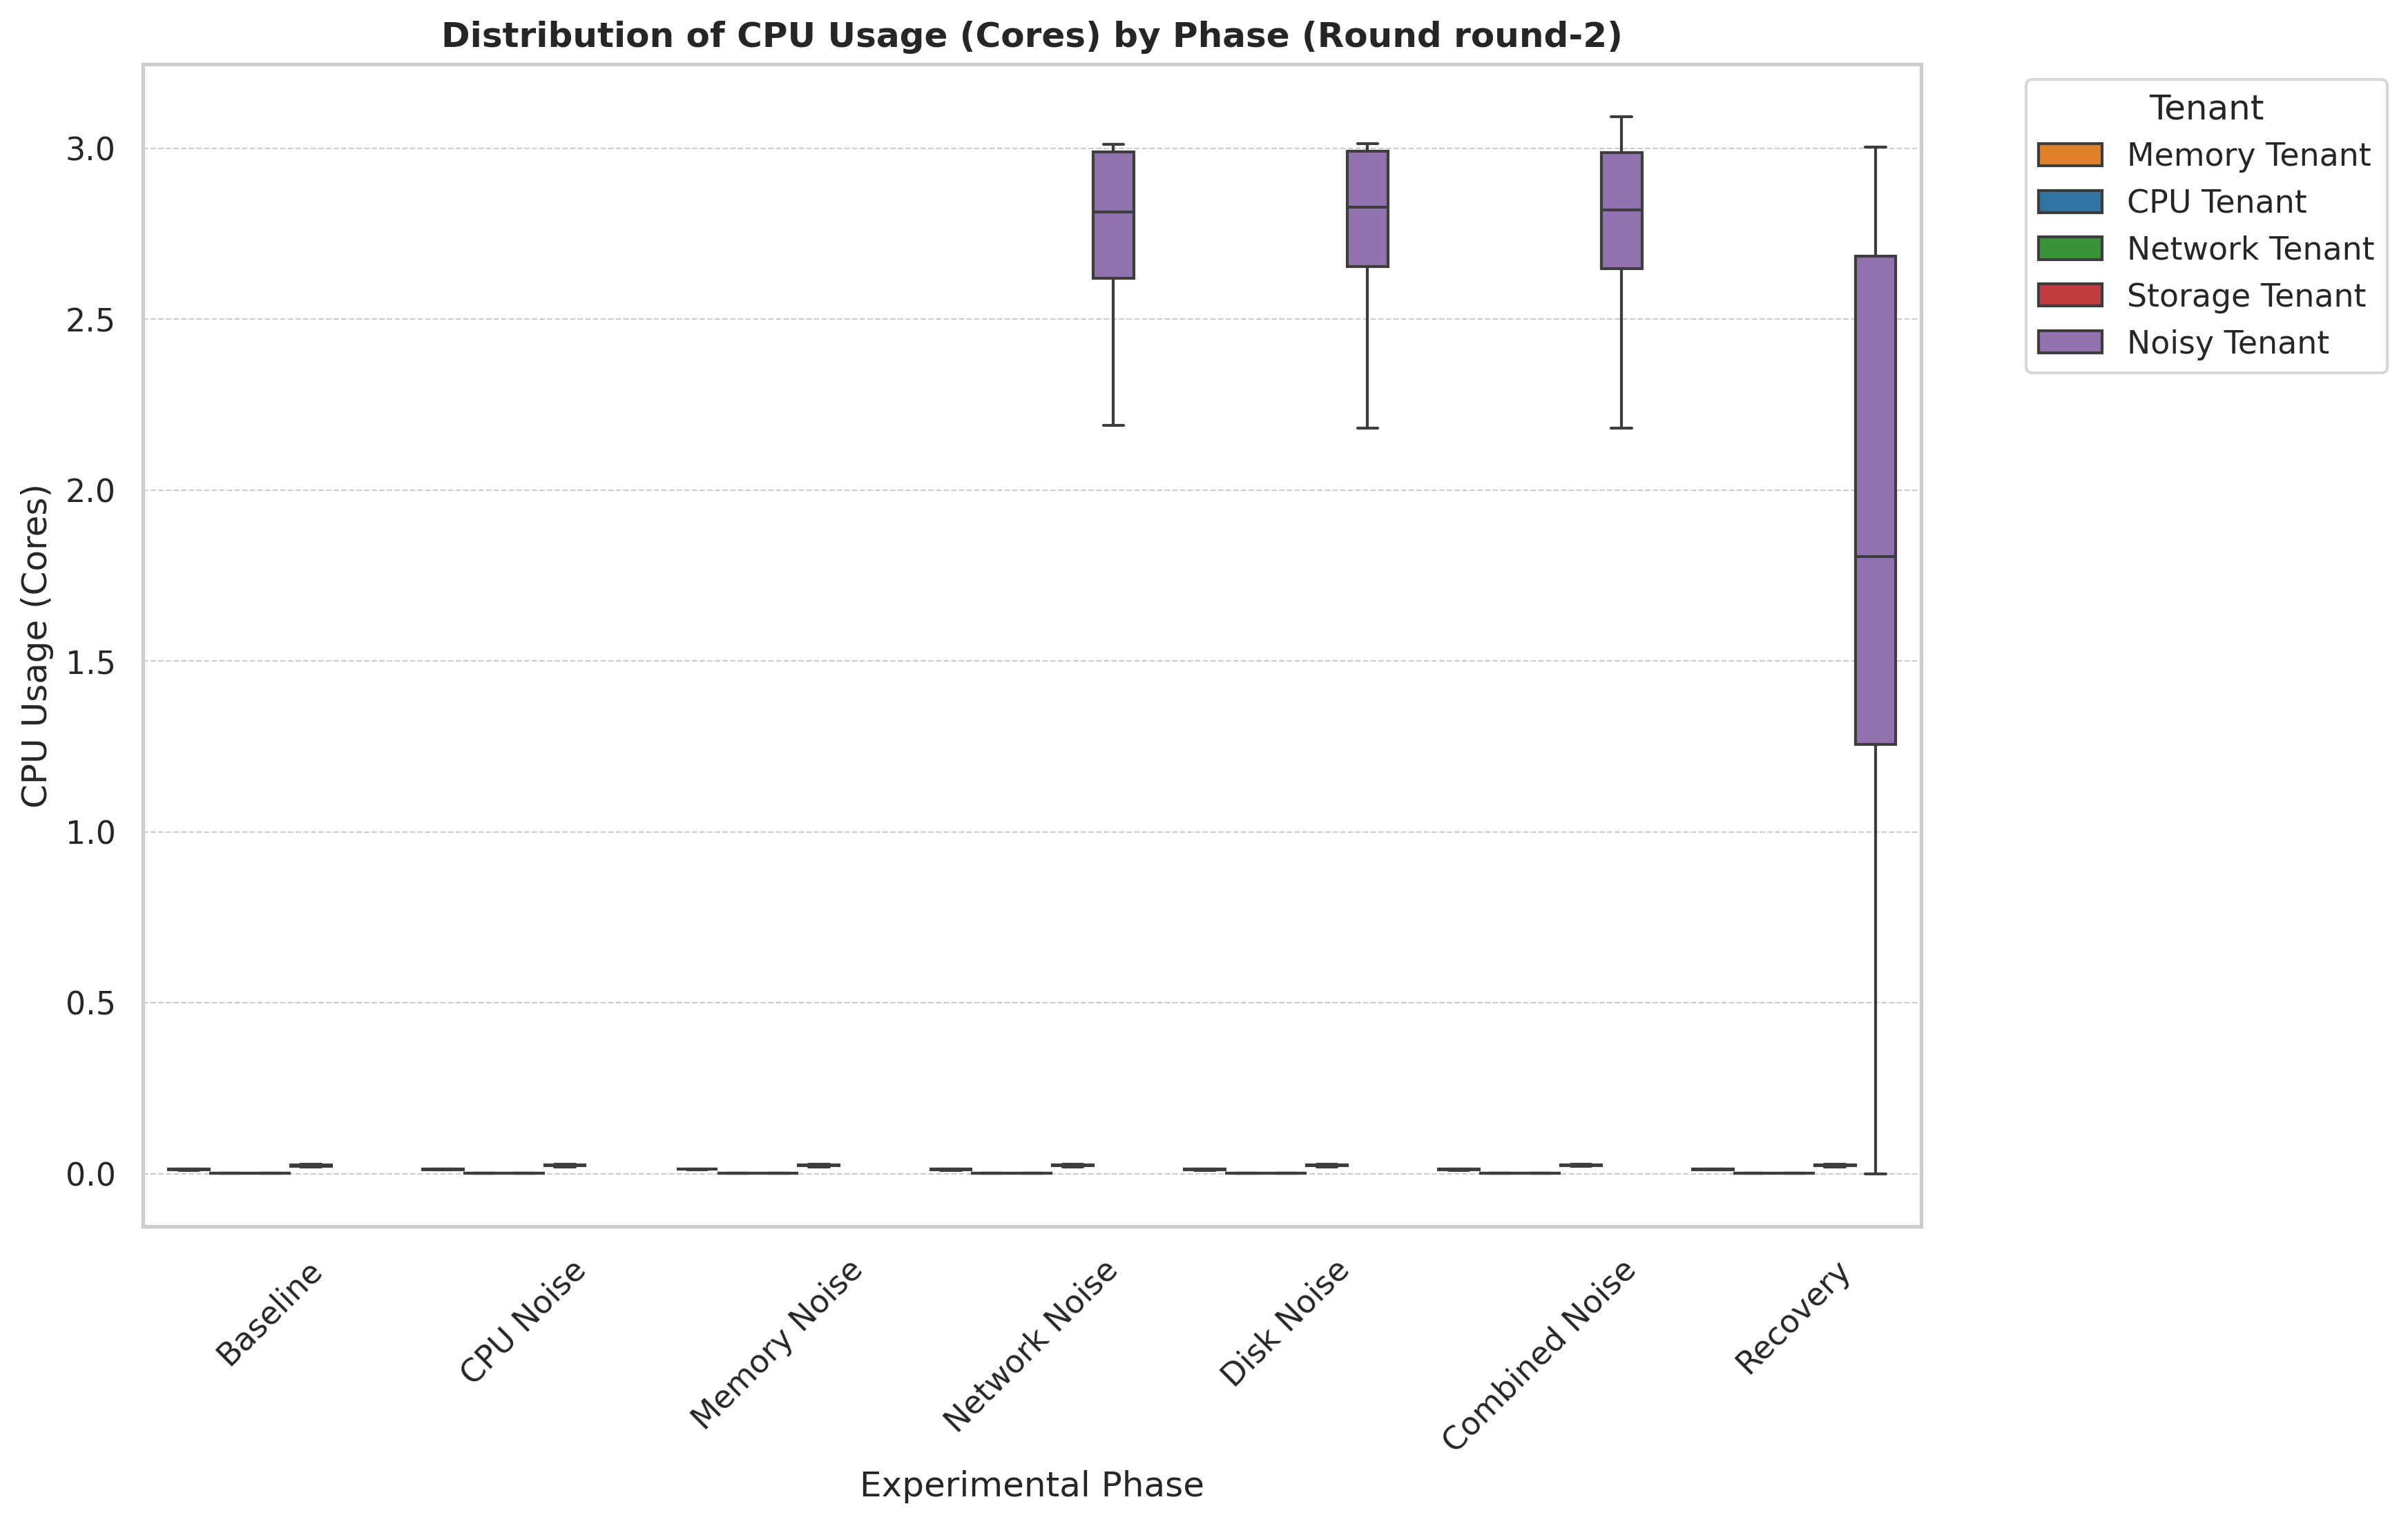 Distribution of CPU Usage (Cores) by Phase (Round round-2)
Tenant
Memory Tenant
CPU Tenant
Network Tenant
Storage Tenant
Noisy Tenant
CPU Usage (Cores)
3.0
2.5
2.0
1.5
1.0
0.5
0.0
Baseline
CPU Noise
Memory Noise
Network Noise
Disk Noise
Combined Noise
Recovery
Experimental Phase